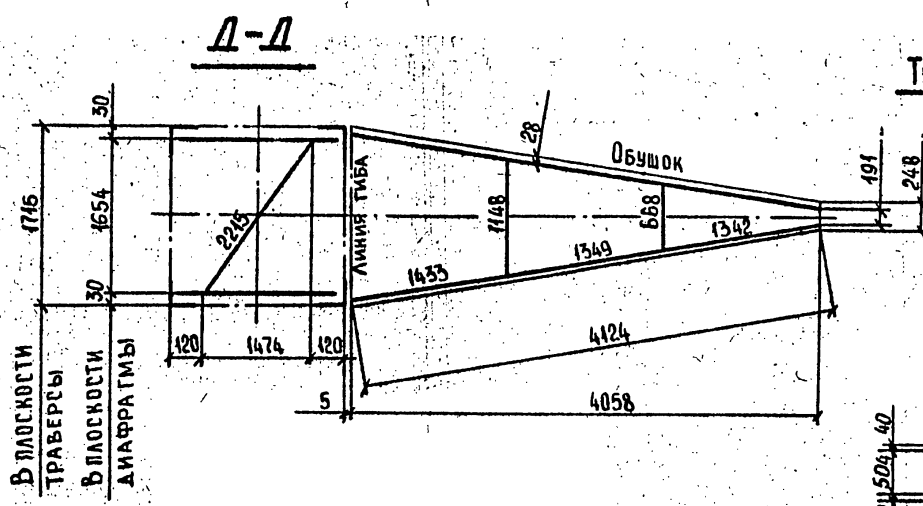 Д-Д
Т
30
1716
1654
30
2215
ЛИНИЯ ГИБА
28
ОБУШОК
1148
668
191
248
1433
1349
1342
120
1474
120
4124
5
4058
В ПЛОСКОСТИ
ТРАВЕРСЫ
В ПЛОСКОСТИ
ДИАФРАГМЫ
40
504